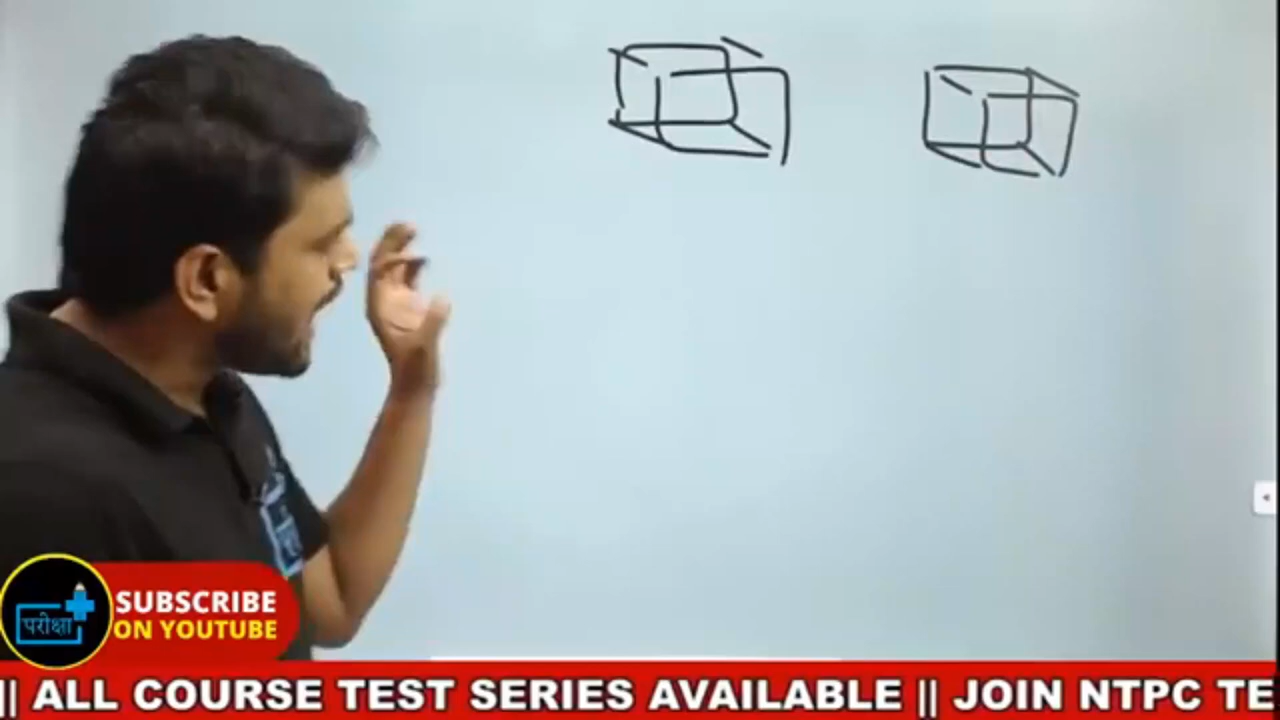 SUBSCRIBE
ON YOUTUBE
परीक्षा
|| ALL COURSE TEST SERIES AVAILABLE || JOIN NTPC TE